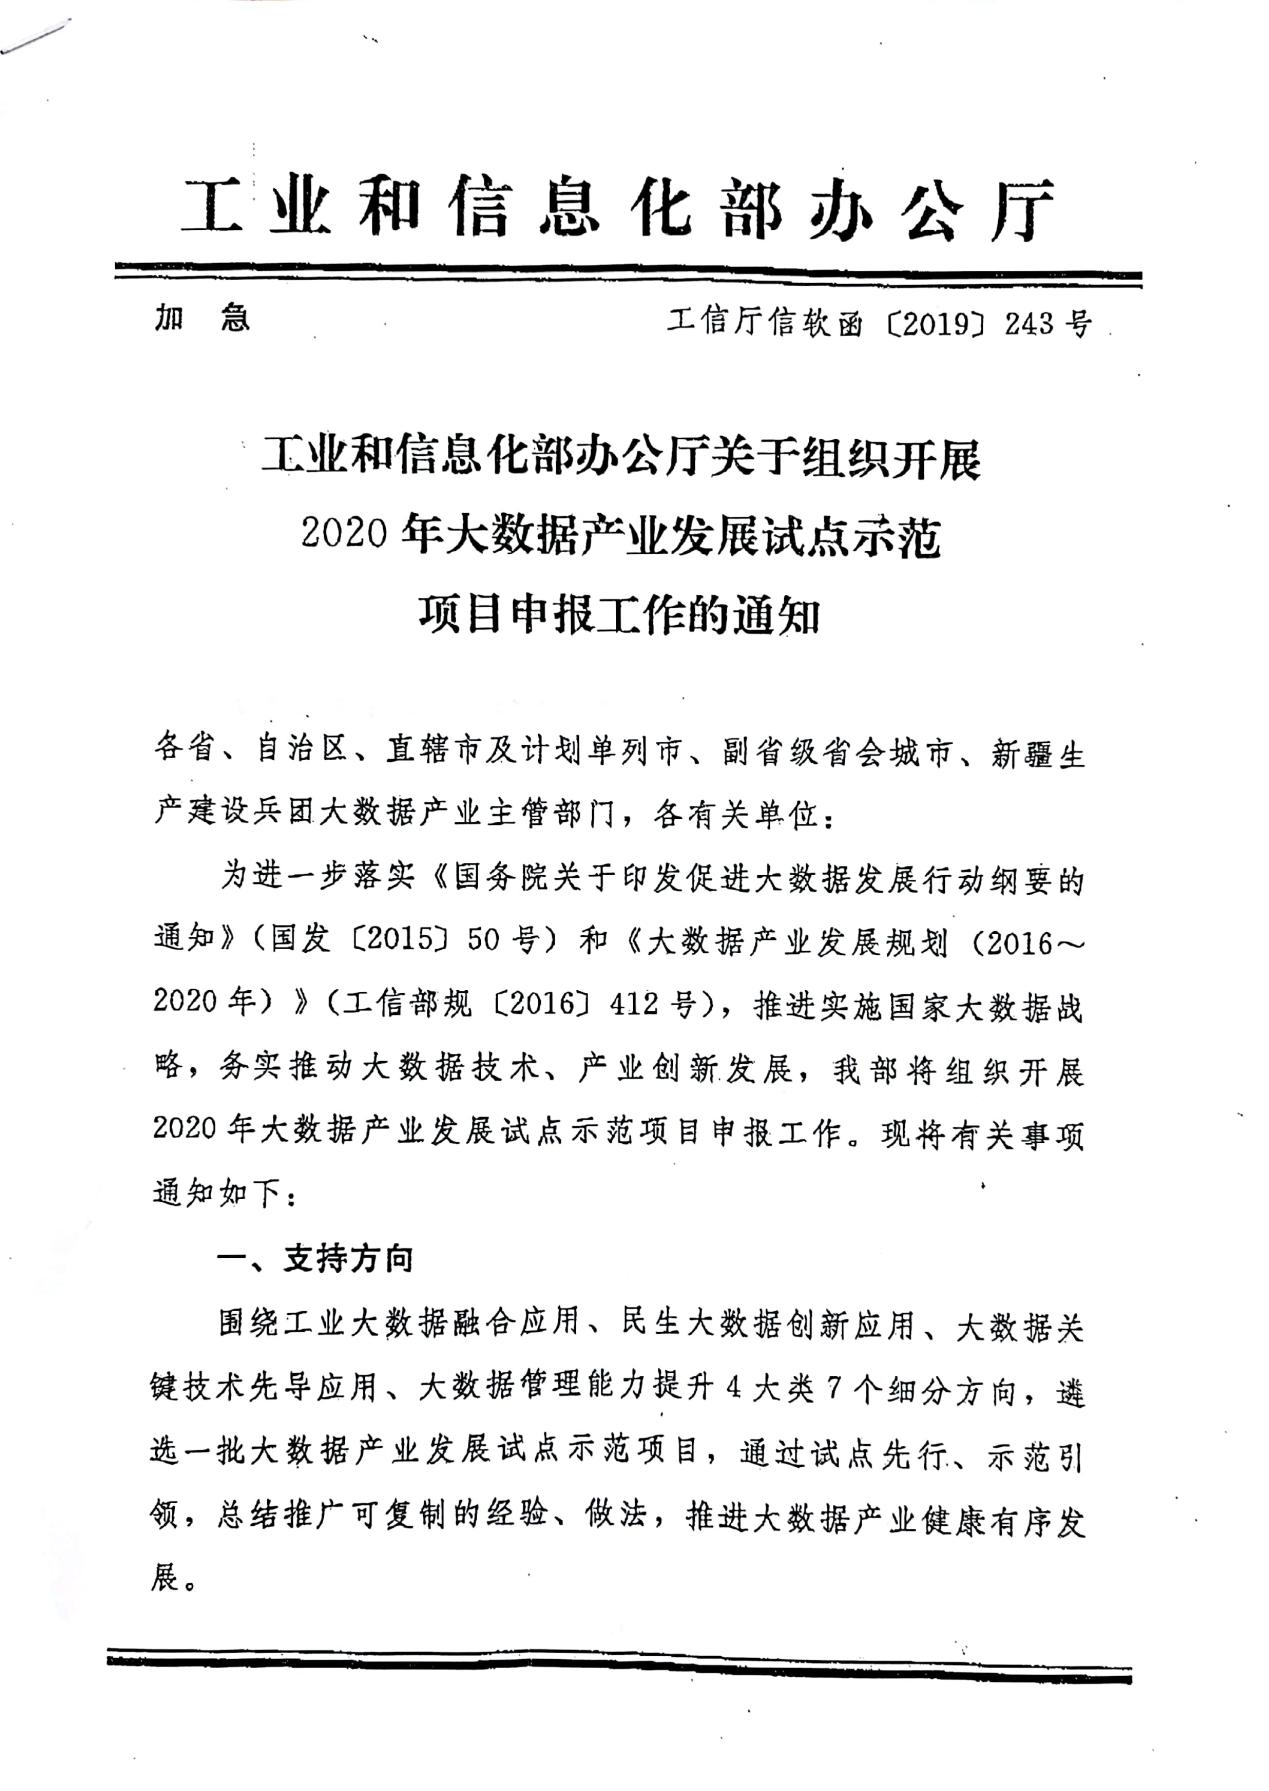 工业和信息化部办公厅
加 急 工信厅信软函〔2019〕243号
工业和信息化部办公厅关于组织开展
2020年大数据产业发展试点示范
项目申报工作的通知
各省、自治区、直辖市及计划单列市、副省级省会城市、新疆生
产建设兵团大数据产业主管部门，各有关单位：
为进一步落实《国务院关于印发促进大数据发展行动纲要的
通知》（国发〔2015〕50号）和《大数据产业发展规划（2016～
2020年）》（工信部规〔2016〕412号），推进实施国家大数据战
略，务实推动大数据技术、产业创新发展，我部将组织开展
2020年大数据产业发展试点示范项目申报工作。现将有关事项
通知如下：
一、支持方向
围绕工业大数据融合应用、民生大数据创新应用、大数据关
键技术先导应用、大数据管理能力提升4大类7个细分方向，遴
选一批大数据产业发展试点示范项目，通过试点先行、示范引
领，总结推广可复制的经验、做法，推进大数据产业健康有序发
展。